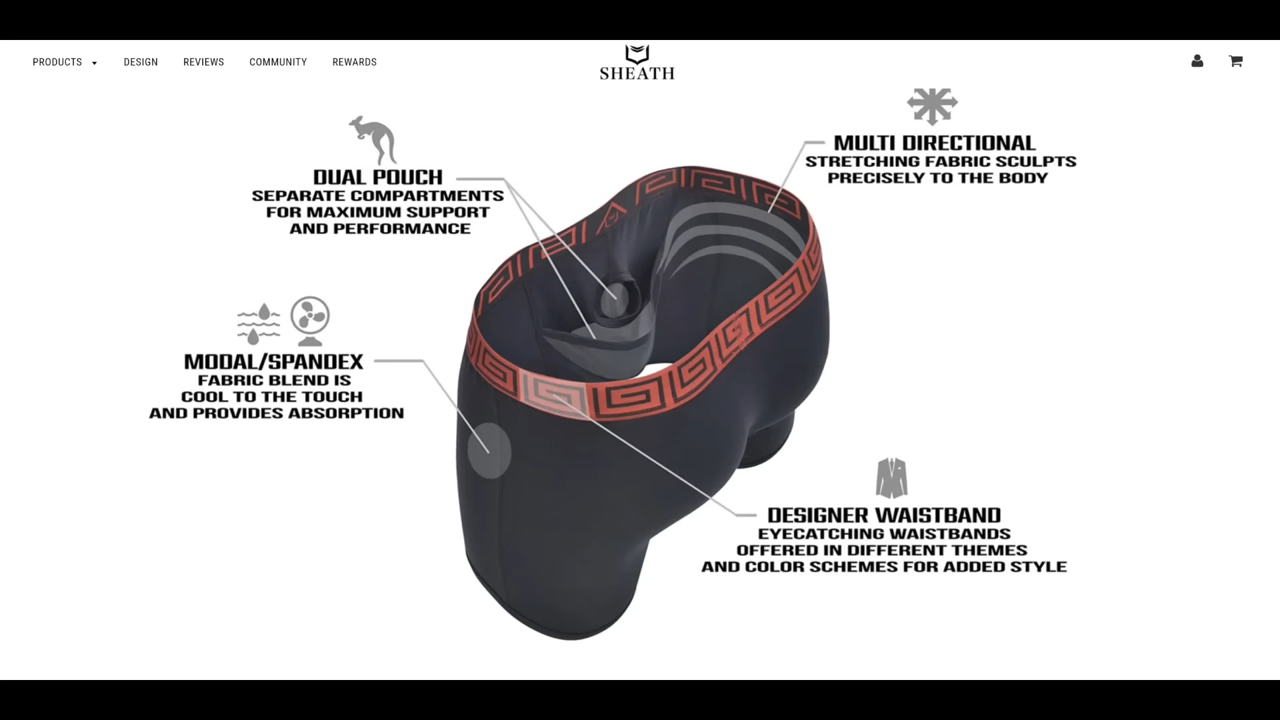 PRODUCTS DESIGN REVIEWS COMMUNITY REWARDS
SHEATH
DUAL POUCH
SEPARATE COMPARTMENTS
FOR MAXIMUM SUPPORT
AND PERFORMANCE
MULTI DIRECTIONAL
STRETCHING FABRIC SCULPTS
PRECISELY TO THE BODY
MODAL/SPANDEX
FABRIC BLEND IS
COOL TO THE TOUCH
AND PROVIDES ABSORPTION
DESIGNER WAISTBAND
EYECATCHING WAISTBANDS
OFFERED IN DIFFERENT THEMES
AND COLOR SCHEMES FOR ADDED STYLE